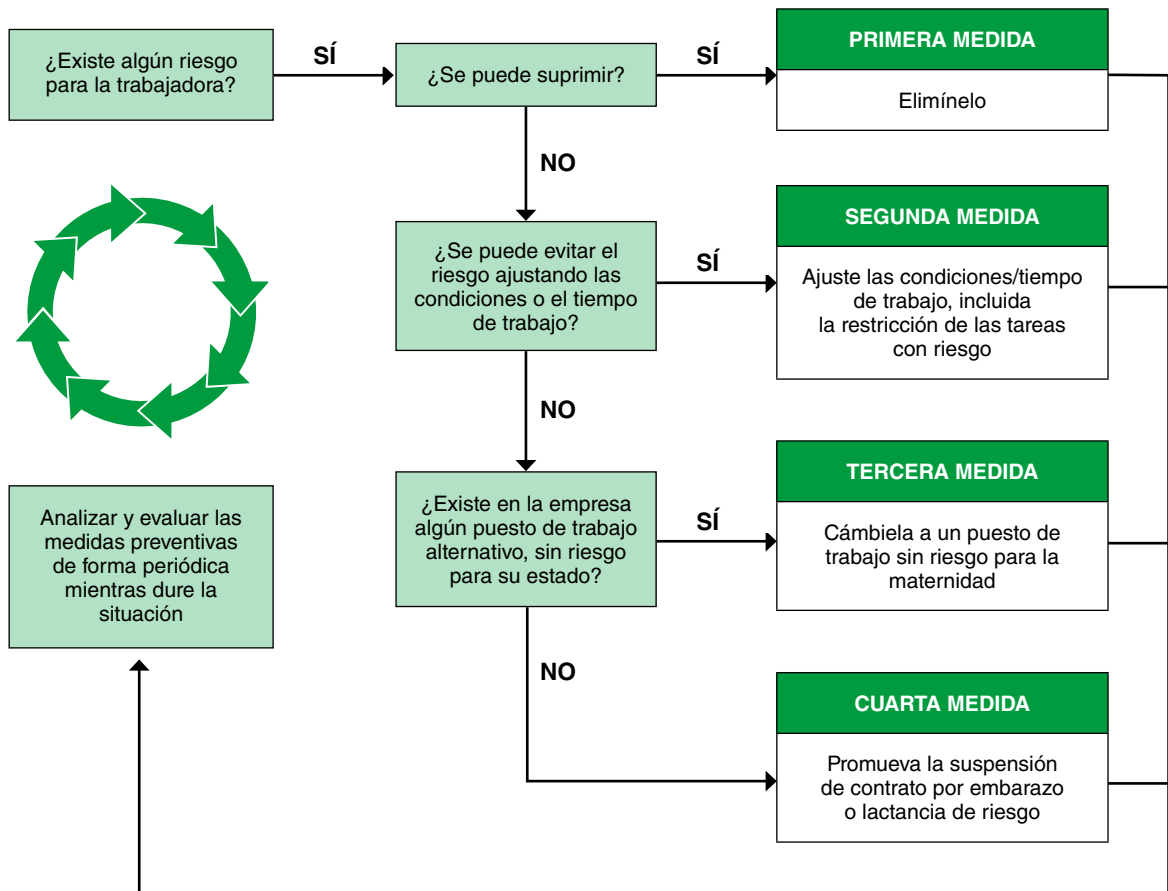 ¿Existe algún riesgo
para la trabajadora?
SÍ
¿Se puede suprimir?
SÍ
PRIMERA MEDIDA
Elimínelo
NO
¿Se puede evitar el
riesgo ajustando las
condiciones o el tiempo
de trabajo?
SÍ
SEGUNDA MEDIDA
Ajuste las condiciones/tiempo
de trabajo, incluida
la restricción de las tareas
con riesgo
NO
¿Existe en la empresa
algún puesto de trabajo
alternativo, sin riesgo
para su estado?
SÍ
TERCERA MEDIDA
Cámbiela a un puesto de
trabajo sin riesgo para la
maternidad
NO
CUARTA MEDIDA
Promueva la suspensión
de contrato por embarazo
o lactancia de riesgo
Analizar y evaluar las
medidas preventivas
de forma periódica
mientras dure la
situación